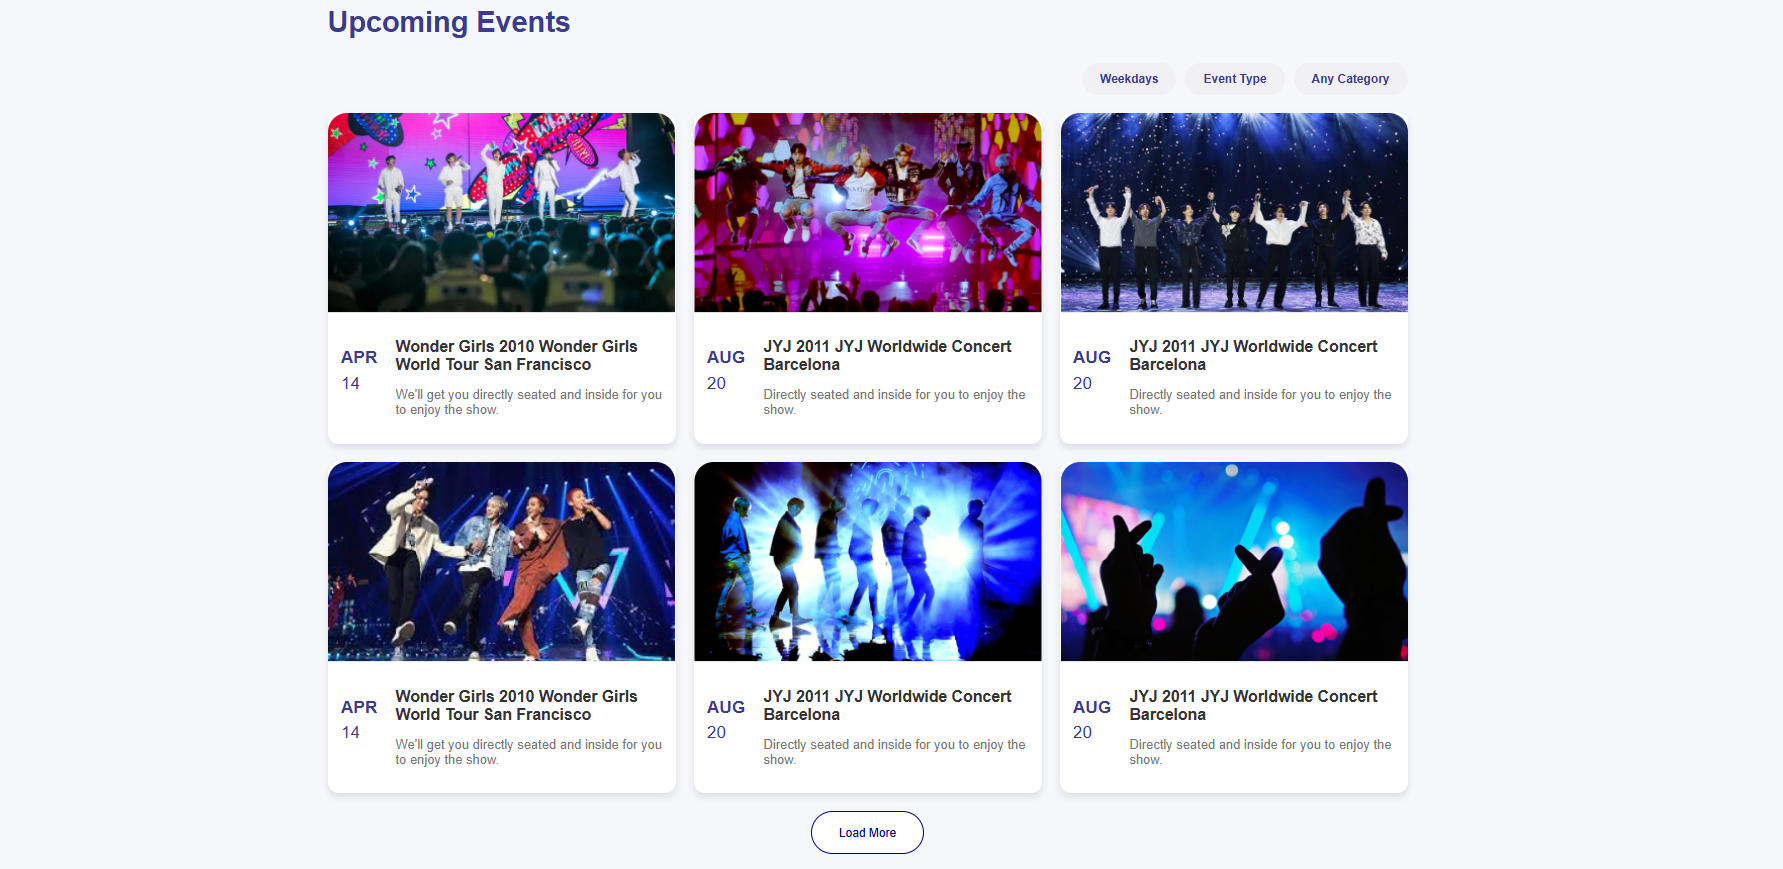 Upcoming Events
Weekdays
Event Type
Any Category
APR
14
Wonder Girls 2010 Wonder Girls
World Tour San Francisco
We'll get you directly seated and inside for you
to enjoy the show.
AUG
20
JYJ 2011 JYJ Worldwide Concert
Barcelona
Directly seated and inside for you to enjoy the
show.
AUG
20
JYJ 2011 JYJ Worldwide Concert
Barcelona
Directly seated and inside for you to enjoy the
show.
APR
14
Wonder Girls 2010 Wonder Girls
World Tour San Francisco
We'll get you directly seated and inside for you
to enjoy the show.
AUG
20
JYJ 2011 JYJ Worldwide Concert
Barcelona
Directly seated and inside for you to enjoy the
show.
AUG
20
JYJ 2011 JYJ Worldwide Concert
Barcelona
Directly seated and inside for you to enjoy the
show.
Load More